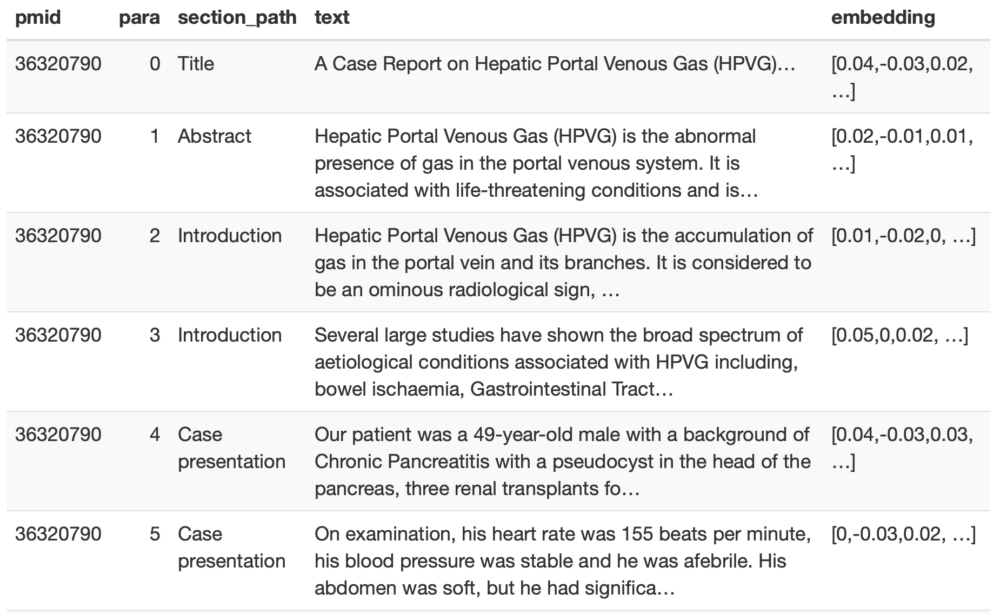 pmid para section_path text embedding
36320790 0 Title A Case Report on Hepatic Portal Venous Gas (HPVG)… [0.04,-0.03,0.02,
…]
36320790 1 Abstract Hepatic Portal Venous Gas (HPVG) is the abnormal [0.02,-0.01,0.01,
presence of gas in the portal venous system. It is …]
associated with life-threatening conditions and is…
36320790 2 Introduction Hepatic Portal Venous Gas (HPVG) is the accumulation of [0.01,-0.02,0, …]
gas in the portal vein and its branches. It is considered to
be an ominous radiological sign, …
36320790 3 Introduction Several large studies have shown the broad spectrum of [0.05,0,0.02, …]
aetiological conditions associated with HPVG including,
bowel ischaemia, Gastrointestinal Tract…
36320790 4 Case Our patient was a 49-year-old male with a background of [0.04,-0.03,0.03,
presentation Chronic Pancreatitis with a pseudocyst in the head of the …]
pancreas, three renal transplants fo…
36320790 5 Case On examination, his heart rate was 155 beats per minute, [0,-0.03,0.02, …]
presentation his blood pressure was stable and he was afebrile. His
abdomen was soft, but he had significa…